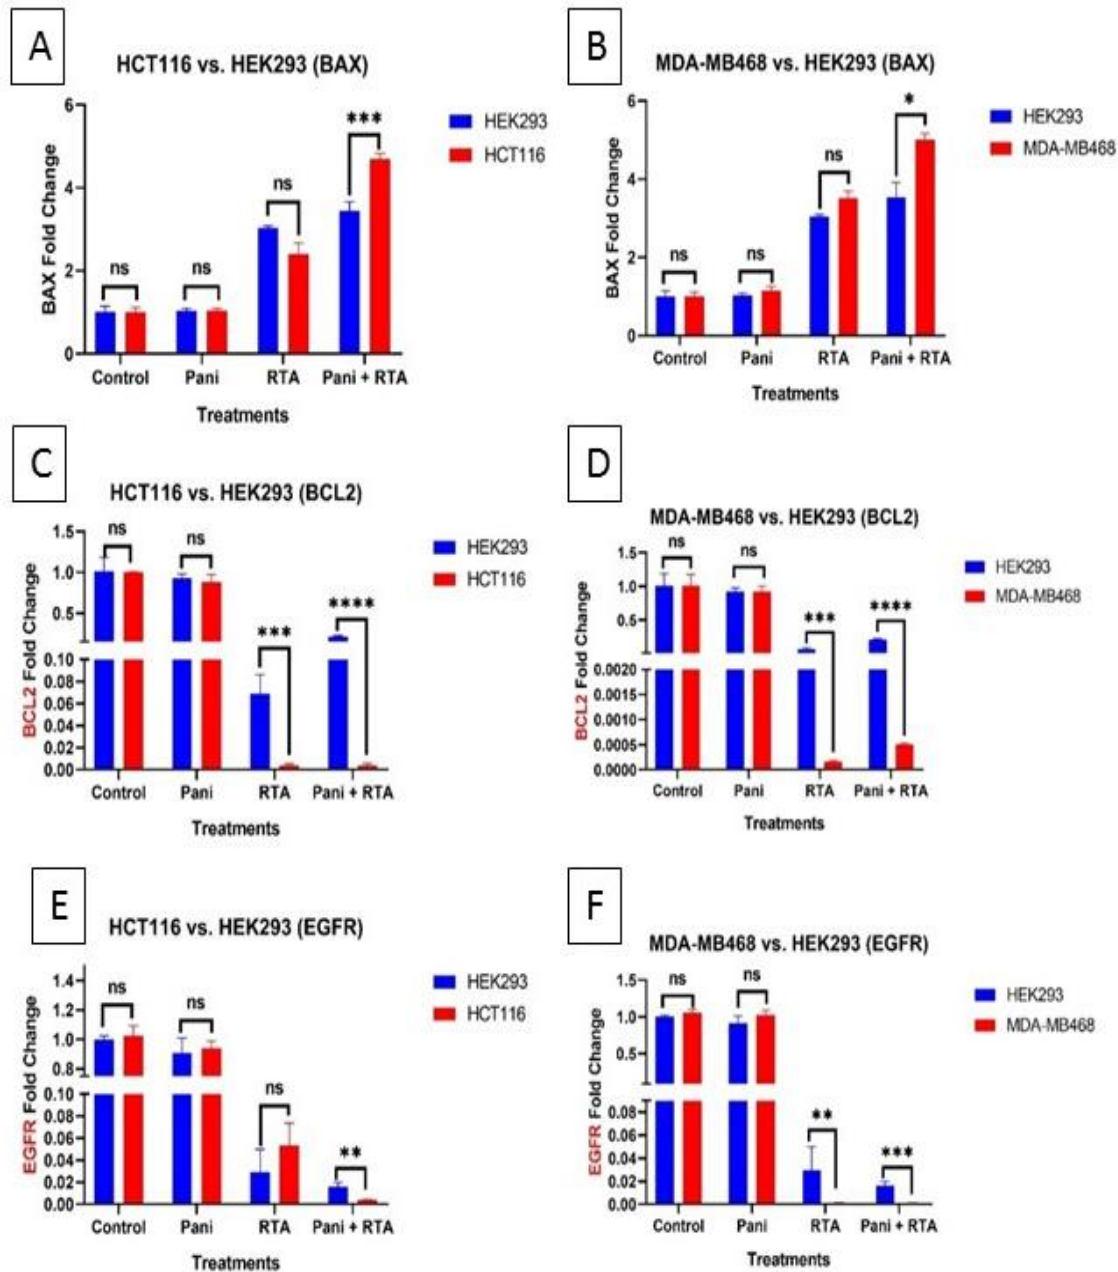 A
HCT116 vs. HEK293 (BAX)
BAX Fold Change
6
4
2
0
ns
ns
ns
***
HEK293
HCT116
Control Pani RTA Pani + RTA
Treatments
B
MDA-MB468 vs. HEK293 (BAX)
BAX Fold Change
6
4
2
0
ns
ns
ns
*
HEK293
MDA-MB468
Control Pani RTA Pani + RTA
Treatments
C
HCT116 vs. HEK293 (BCL2)
BCL2 Fold Change
1.5
1.0
0.5
0.10
0.08
0.06
0.04
0.02
0.00
ns
ns
***
****
HEK293
HCT116
Control Pani RTA Pani + RTA
Treatments
D
MDA-MB468 vs. HEK293 (BCL2)
BCL2 Fold Change
1.5
1.0
0.5
0.0020
0.0015
0.0010
0.0005
0.0000
ns
ns
***
****
HEK293
MDA-MB468
Control Pani RTA Pani + RTA
Treatments
E
HCT116 vs. HEK293 (EGFR)
EGFR Fold Change
1.4
1.2
1.0
0.8
0.10
0.08
0.06
0.04
0.02
0.00
ns
ns
ns
**
HEK293
HCT116
Control Pani RTA Pani + RTA
Treatments
F
MDA-MB468 vs. HEK293 (EGFR)
EGFR Fold Change
1.5
1.0
0.5
0.08
0.06
0.04
0.02
0.00
ns
ns
**
***
HEK293
MDA-MB468
Control Pani RTA Pani + RTA
Treatments